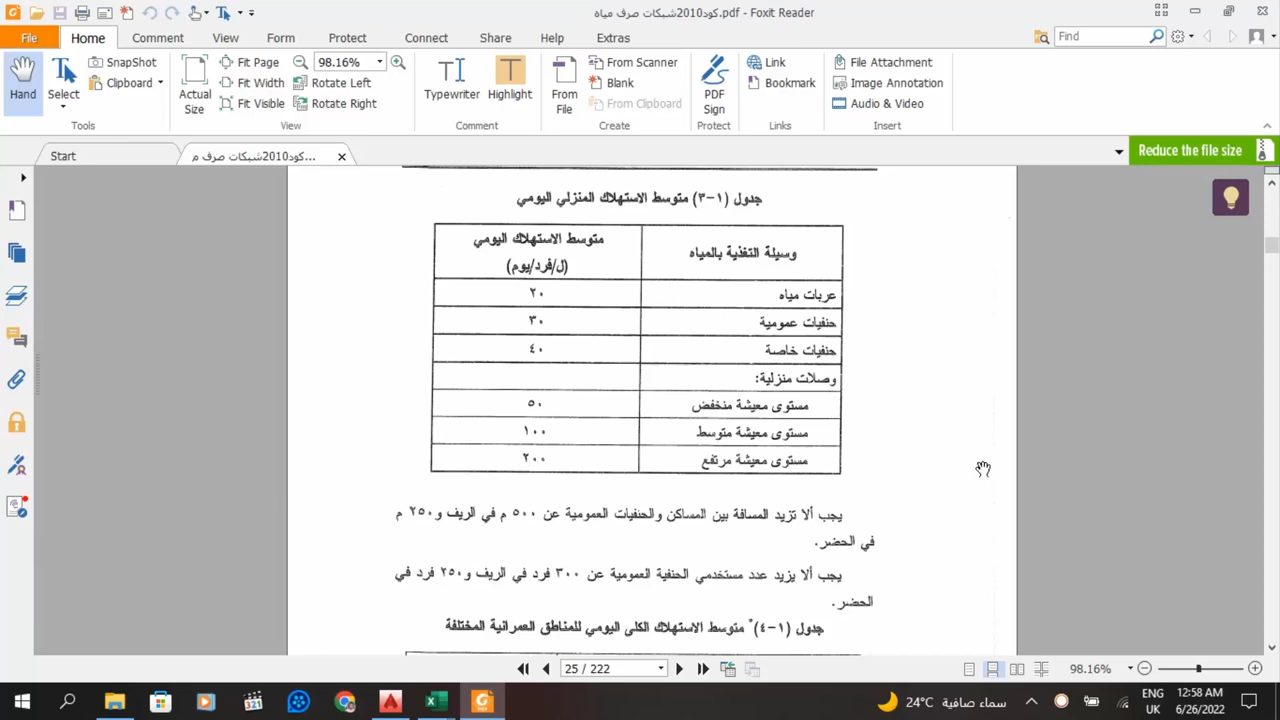 كود2010شبكات صرف مياه.pdf - Foxit Reader
File Home Comment View Form Protect Connect Share Help Extras
Find
Hand
Select
SnapShot
Clipboard
Tools
Actual Size
Fit Page
Fit Width
Fit Visible
98.16%
Rotate Left
Rotate Right
View
Typewriter
Highlight
Comment
From File
From Scanner
Blank
From Clipboard
Create
PDF Sign
Protect
Link
Bookmark
Links
File Attachment
Image Annotation
Audio & Video
Insert
Start
كود2010شبكات صرف م...
Reduce the file size
جدول (١-٣) متوسط الاستهلاك المنزلي اليومي
وسيلة التغذية بالمياه
متوسط الاستهلاك اليومي
(ل/فرد/يوم)
عربات مياه ٢٠
حنفيات عمومية ٣٠
حنفيات خاصة ٤٠
وصلات منزلية:
مستوى معيشة منخفض ٥٠
مستوى معيشة متوسط ١٠٠
مستوى معيشة مرتفع ٢٠٠
يجب ألا تزيد المسافة بين المساكن والحنفيات العمومية عن ٥٠٠ م في الريف و٢٥٠ م
في الحضر.
يجب ألا يزيد عدد مستخدمي الحنفية العمومية عن ٣٠٠ فرد في الريف و٢٥٠ فرد في
الحضر.
جدول (١-٤)* متوسط الاستهلاك الكلى اليومي للمناطق العمرانية المختلفة
25 / 222
98.16%
321
24°C سماء صافية
ENG
UK
12:58 AM
6/26/2022